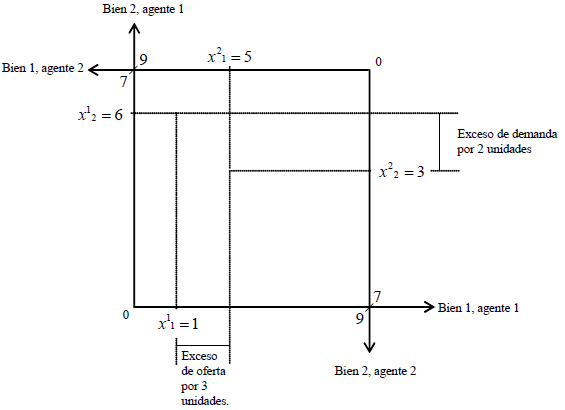 Bien 2, agente 1
Bien 1, agente 2
9
x²₁ = 5
0
7
x¹₂ = 6
Exceso de demanda
por 2 unidades
x²₂ = 3
7
0
9
Bien 1, agente 1
x¹₁ = 1
Exceso
de oferta
por 3
unidades.
Bien 2, agente 2